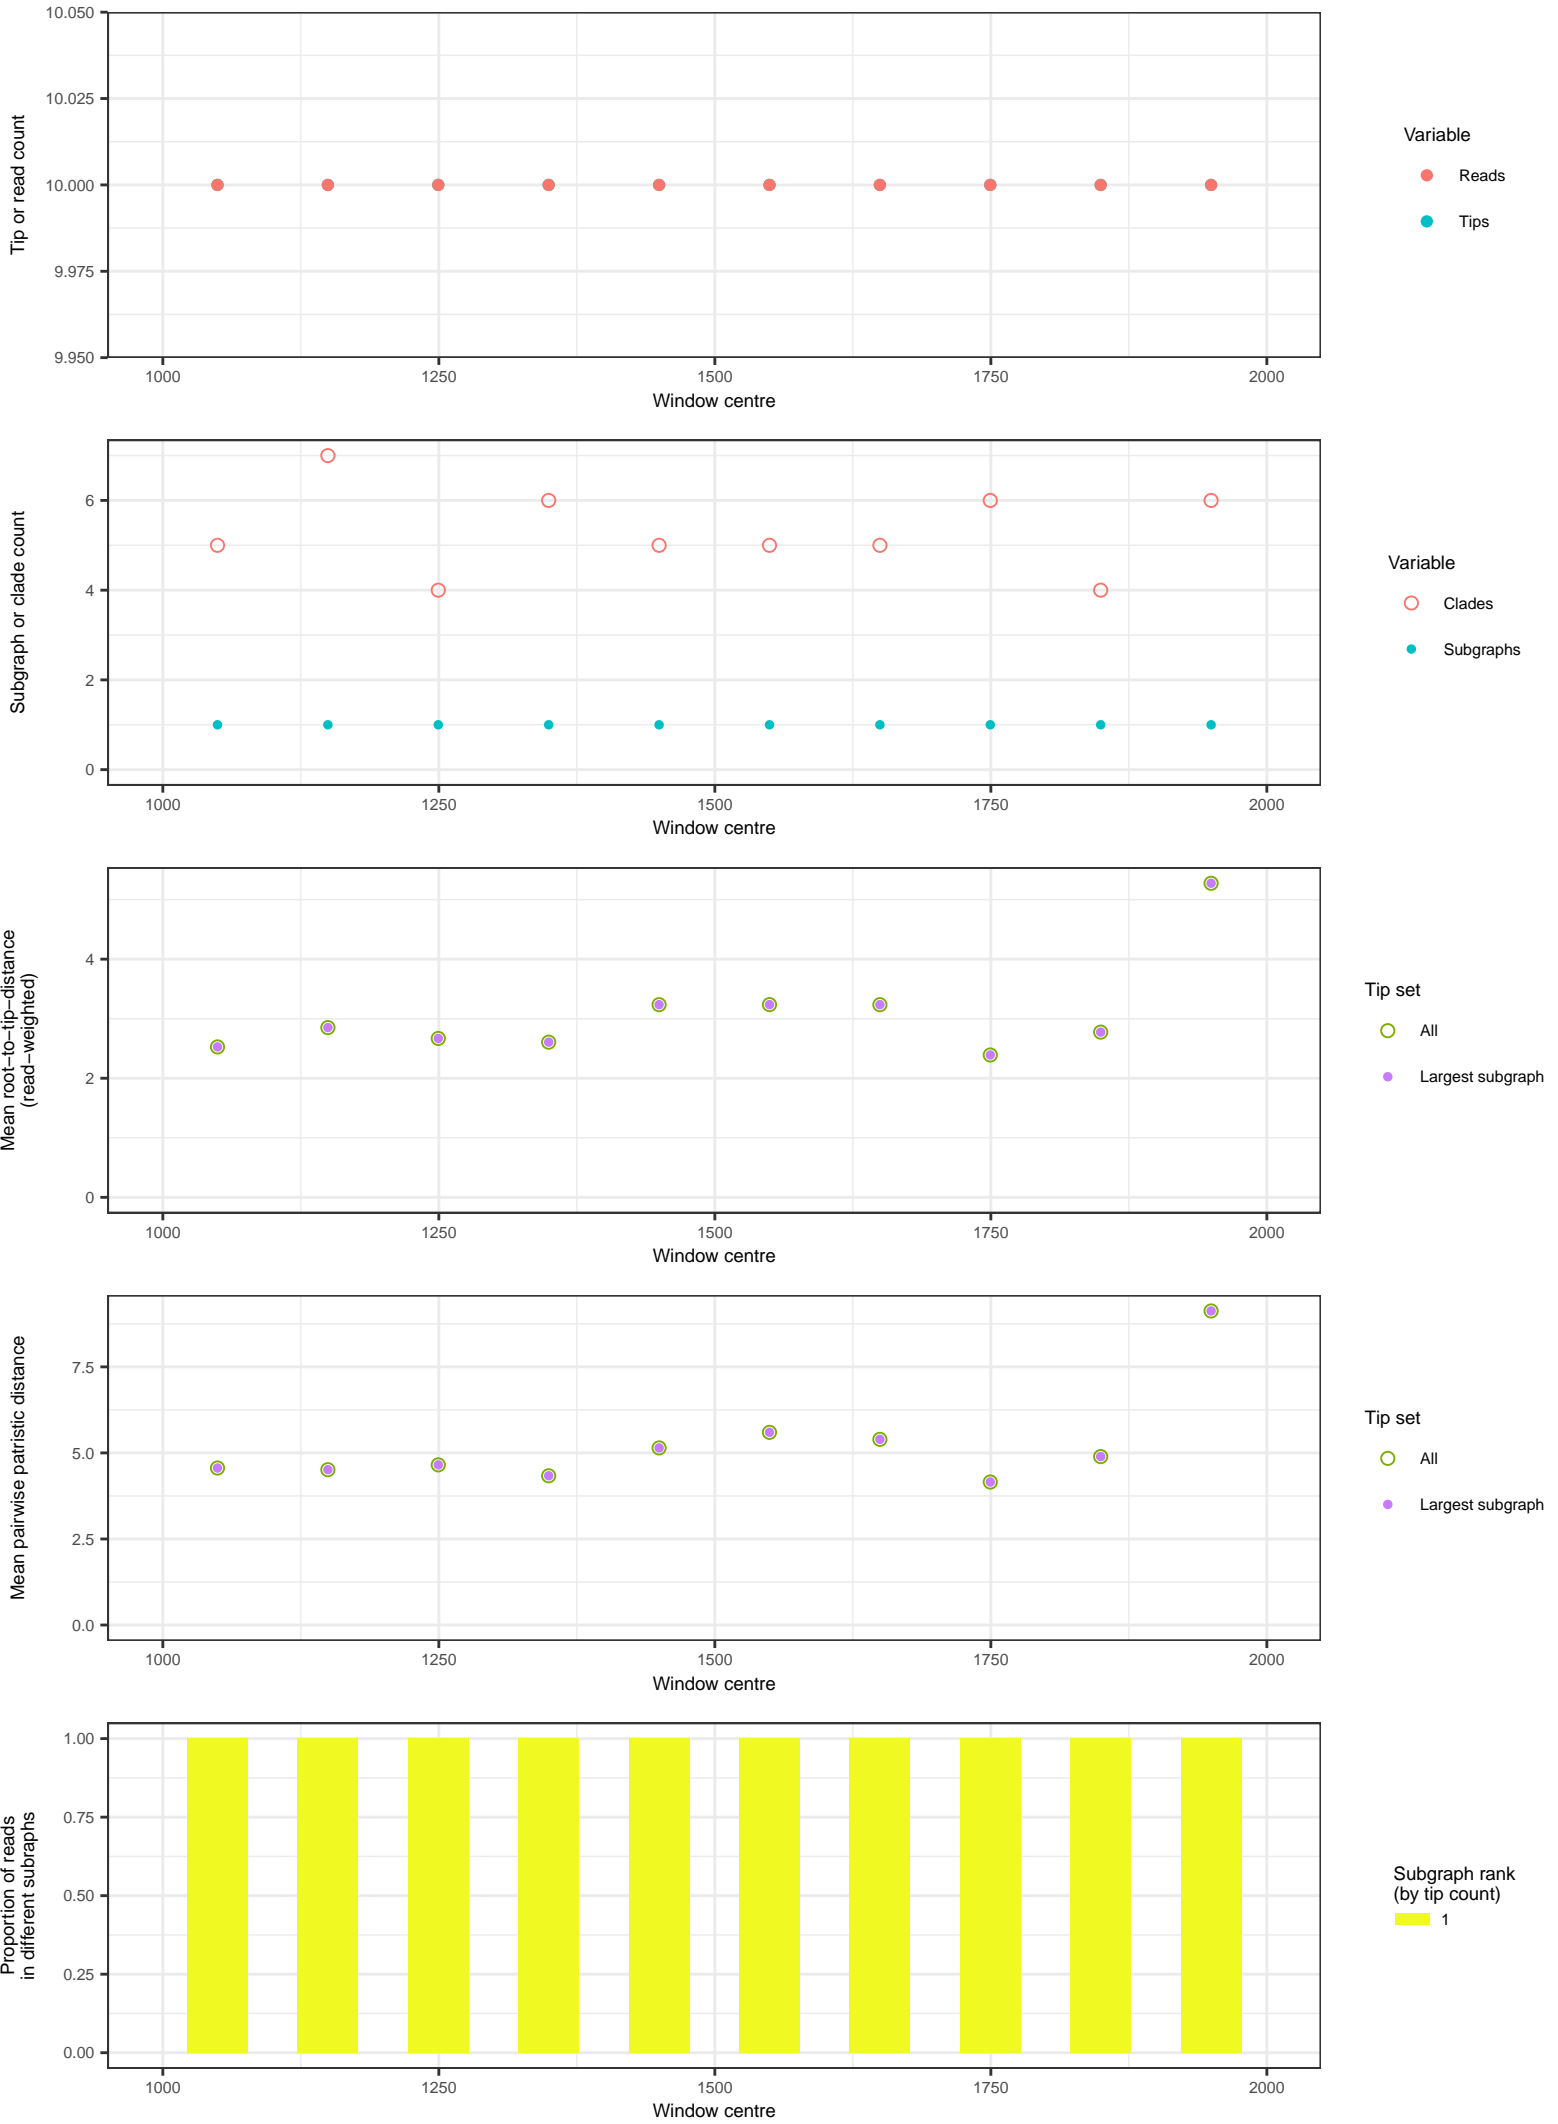 10.050
10.025
10.000
9.975
9.950
Tip or read count
1000 1250 1500 1750 2000
Window centre
Variable
Reads
Tips
6
4
2
0
Subgraph or clade count
1000 1250 1500 1750 2000
Window centre
Variable
Clades
Subgraphs
4
2
0
Mean root−to−tip−distance
(read−weighted)
1000 1250 1500 1750 2000
Window centre
Tip set
All
Largest subgraph
7.5
5.0
2.5
0.0
Mean pairwise patristic distance
1000 1250 1500 1750 2000
Window centre
Tip set
All
Largest subgraph
1.00
0.75
0.50
0.25
0.00
Proportion of reads
in different subraphs
1000 1250 1500 1750 2000
Window centre
Subgraph rank
(by tip count)
1